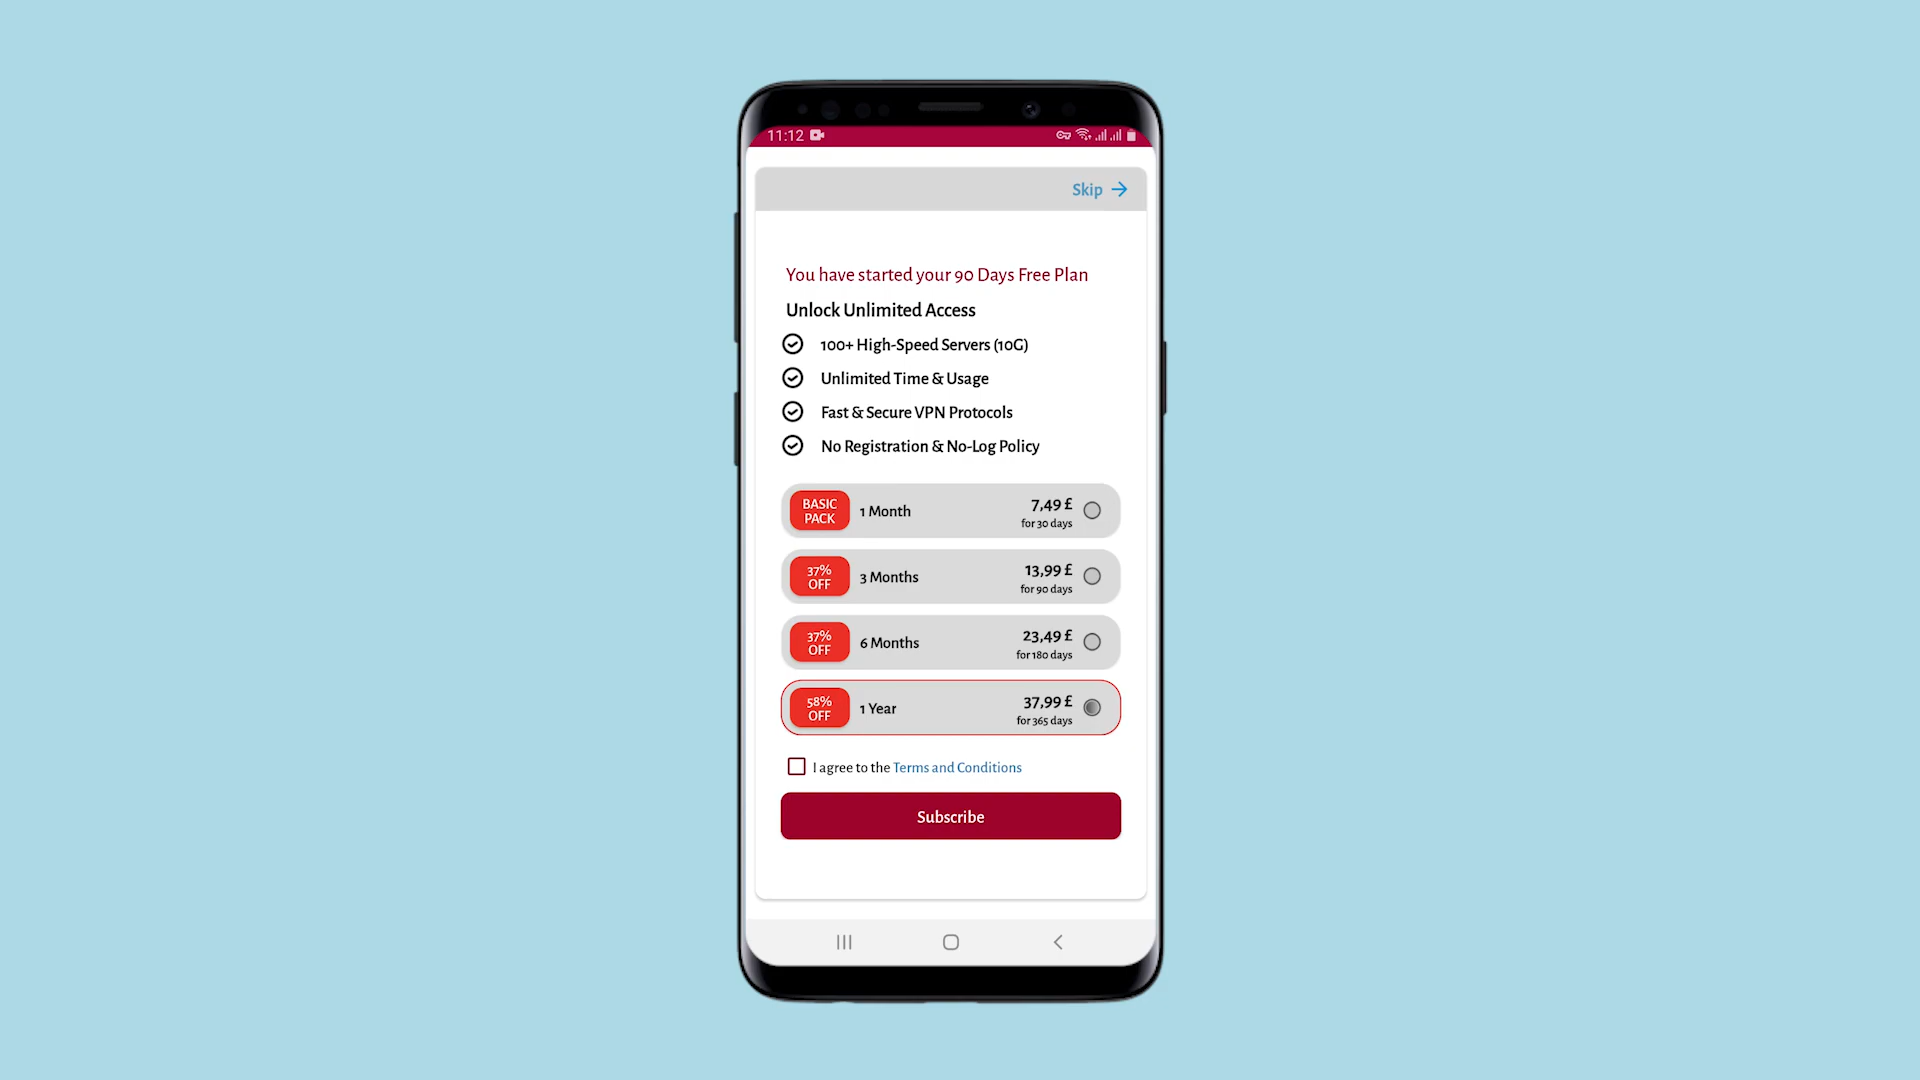 11:12
Skip
You have started your 90 Days Free Plan
Unlock Unlimited Access
100+ High-Speed Servers (10G)
Unlimited Time & Usage
Fast & Secure VPN Protocols
No Registration & No-Log Policy
BASIC
PACK
1 Month
7,49 £
for 30 days
37%
OFF
3 Months
13,99 £
for 90 days
37%
OFF
6 Months
23,49 £
for 180 days
58%
OFF
1 Year
37,99 £
for 365 days
I agree to the Terms and Conditions
Subscribe